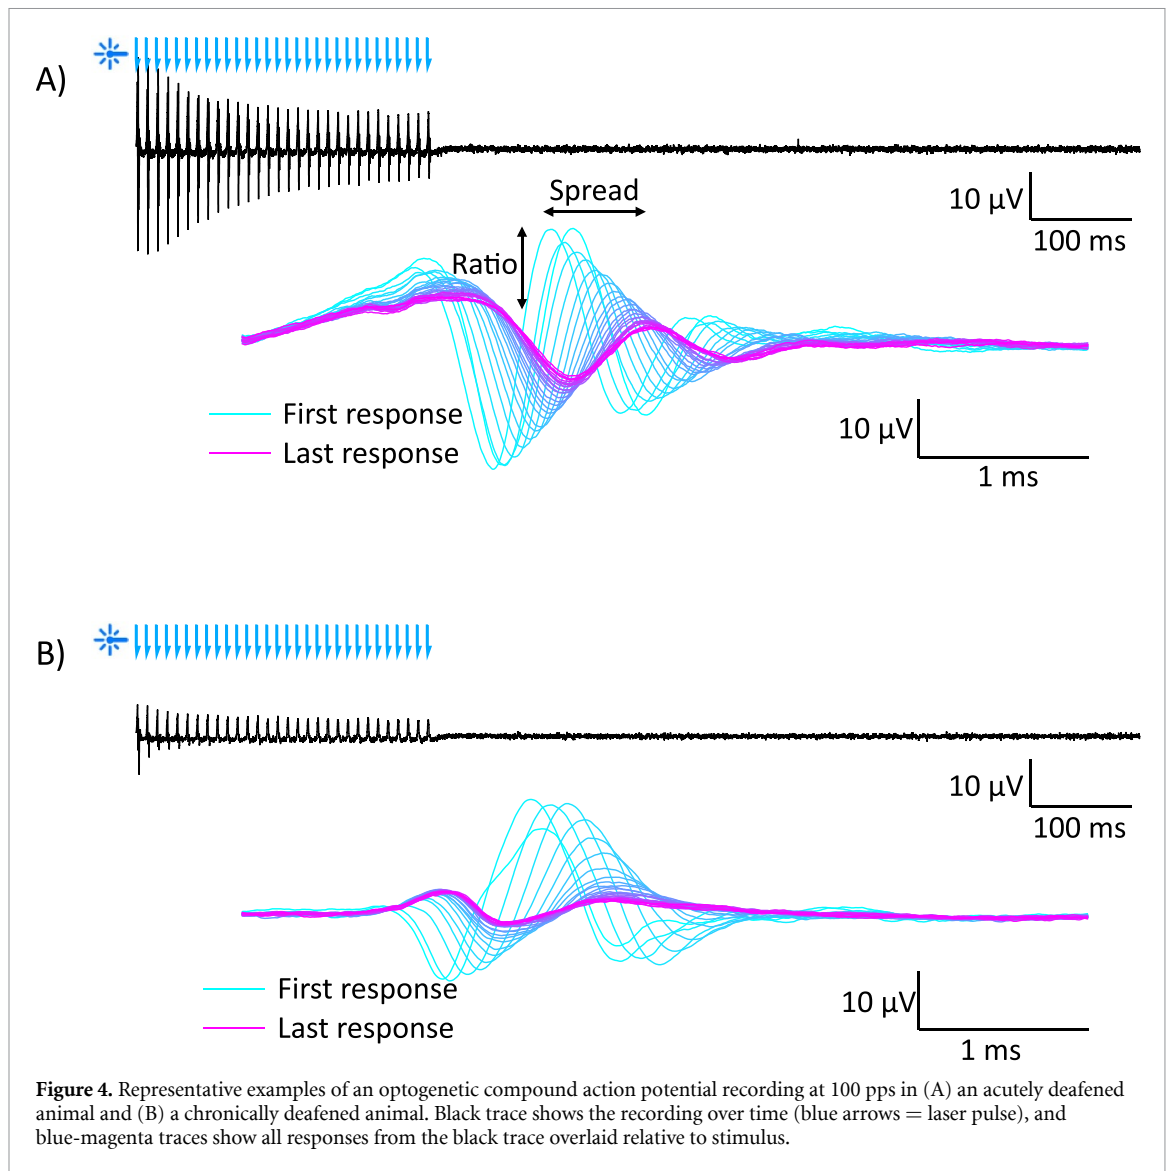 A)
10 µV
100 ms
Spread
Ratio
First response
Last response
10 µV
1 ms
B)
10 µV
100 ms
First response
Last response
10 µV
1 ms
Figure 4. Representative examples of an optogenetic compound action potential recording at 100 pps in (A) an acutely deafened
animal and (B) a chronically deafened animal. Black trace shows the recording over time (blue arrows = laser pulse), and
blue-magenta traces show all responses from the black trace overlaid relative to stimulus.